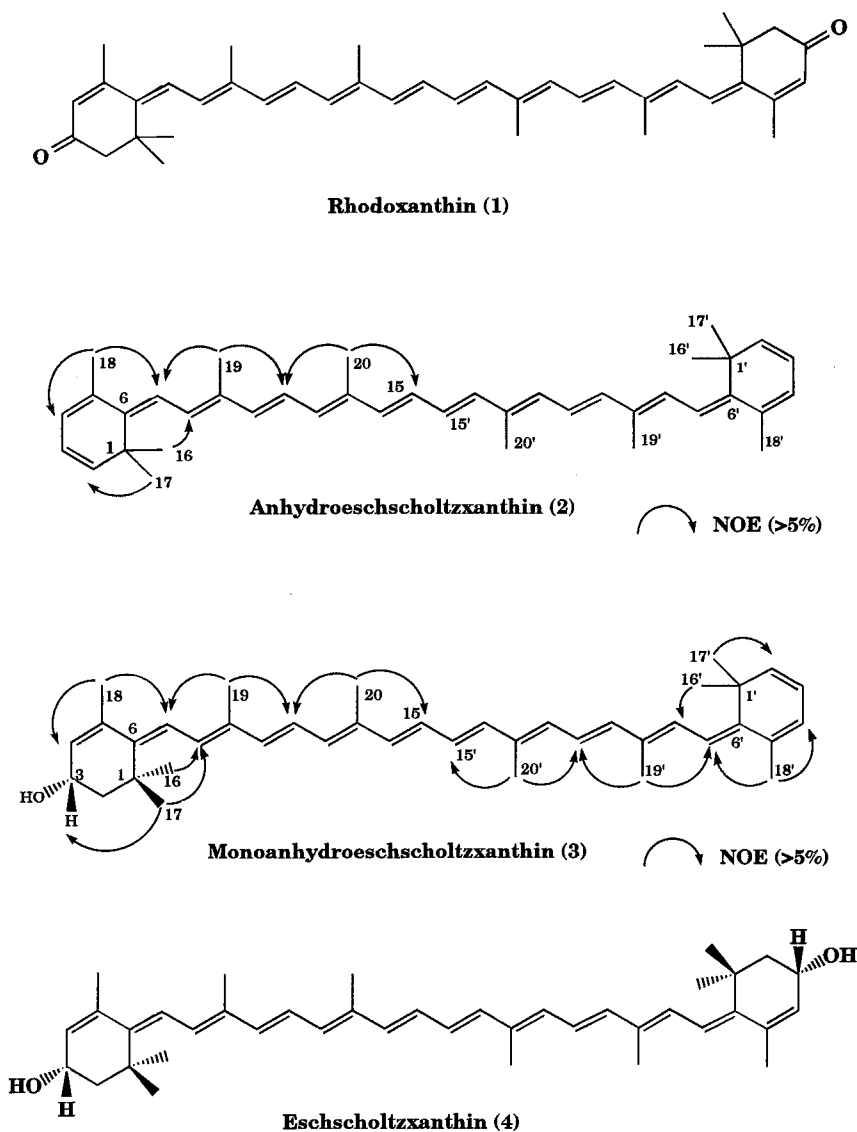 O
O
Rhodoxanthin (1)
17'
18
19
20
16'
1'
6
15
6'
1
16
15'
20'
19'
18'
17
Anhydroeschscholtzxanthin (2)
NOE (>5%)
17'
18
19
20
16'
1'
6
15
6'
3
1
16
15'
20'
19'
18'
HO
H
17
Monoanhydroeschscholtzxanthin (3)
NOE (>5%)
H
OH
HO
H
Eschscholtzxanthin (4)